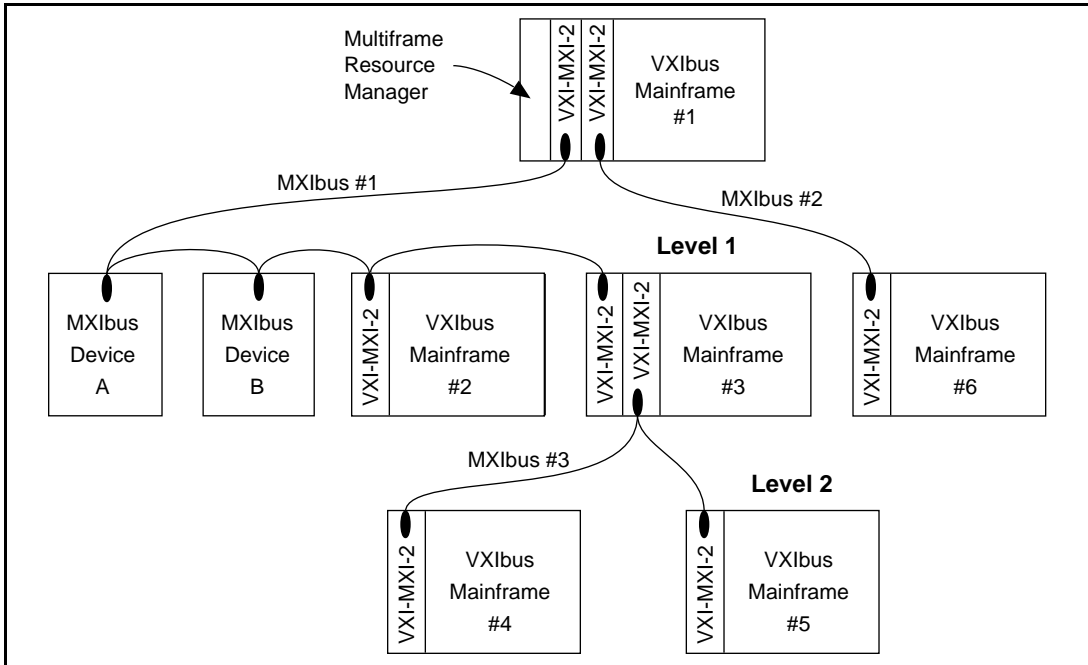 Multiframe
Resource
Manager
VXI-MXI-2
VXI-MXI-2
VXIbus
Mainframe
#1
MXIbus #1
MXIbus #2
Level 1
MXIbus
Device
A
MXIbus
Device
B
VXI-MXI-2
VXIbus
Mainframe
#2
VXI-MXI-2
VXI-MXI-2
VXIbus
Mainframe
#3
VXI-MXI-2
VXIbus
Mainframe
#6
MXIbus #3
Level 2
VXI-MXI-2
VXIbus
Mainframe
#4
VXI-MXI-2
VXIbus
Mainframe
#5